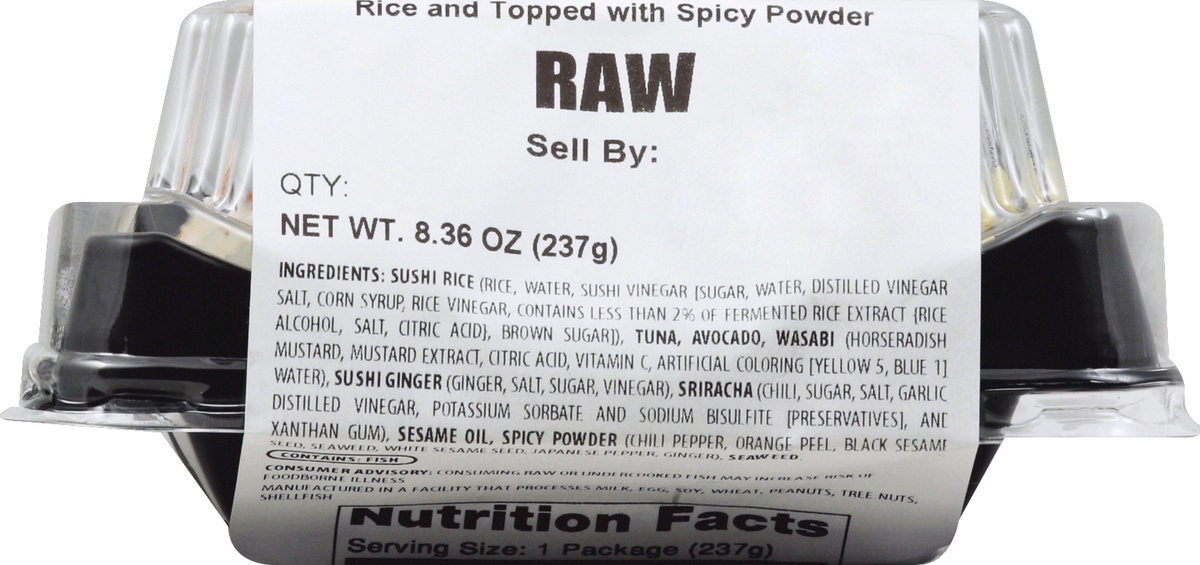 Rice and Topped with Spicy Powder
RAW
Sell By:
QTY:
NET WT. 8.36 OZ (237g)
INGREDIENTS: SUSHI RICE (RICE, WATER, SUSHI VINEGAR [SUGAR, WATER, DISTILLED VINEGAR
SALT, CORN SYRUP, RICE VINEGAR, CONTAINS LESS THAN 2% OF FERMENTED RICE EXTRACT {RICE
ALCOHOL, SALT, CITRIC ACID}, BROWN SUGAR]), TUNA, AVOCADO, WASABI (HORSERADISH
MUSTARD, MUSTARD EXTRACT, CITRIC ACID, VITAMIN C, ARTIFICIAL COLORING [YELLOW 5, BLUE 1]
WATER), SUSHI GINGER (GINGER, SALT, SUGAR, VINEGAR), SRIRACHA (CHILI, SUGAR, SALT, GARLIC
DISTILLED VINEGAR, POTASSIUM SORBATE AND SODIUM BISULFITE [PRESERVATIVES], AND
XANTHAN GUM), SESAME OIL, SPICY POWDER (CHILI PEPPER, ORANGE PEEL, BLACK SESAME
SEED, SEAWEED, WHITE SESAME SEED, JAPANESE PEPPER, GINGER), SEAWEED.
CONTAINS: FISH
CONSUMER ADVISORY: CONSUMING RAW OR UNDERCOOKED FISH MAY INCREASE RISK OF
FOODBORNE ILLNESS
MANUFACTURED IN A FACILITY THAT PROCESSES MILK, EGG, SOY, WHEAT, PEANUTS, TREE NUTS,
SHELLFISH
Nutrition Facts
Serving Size: 1 Package (237g)